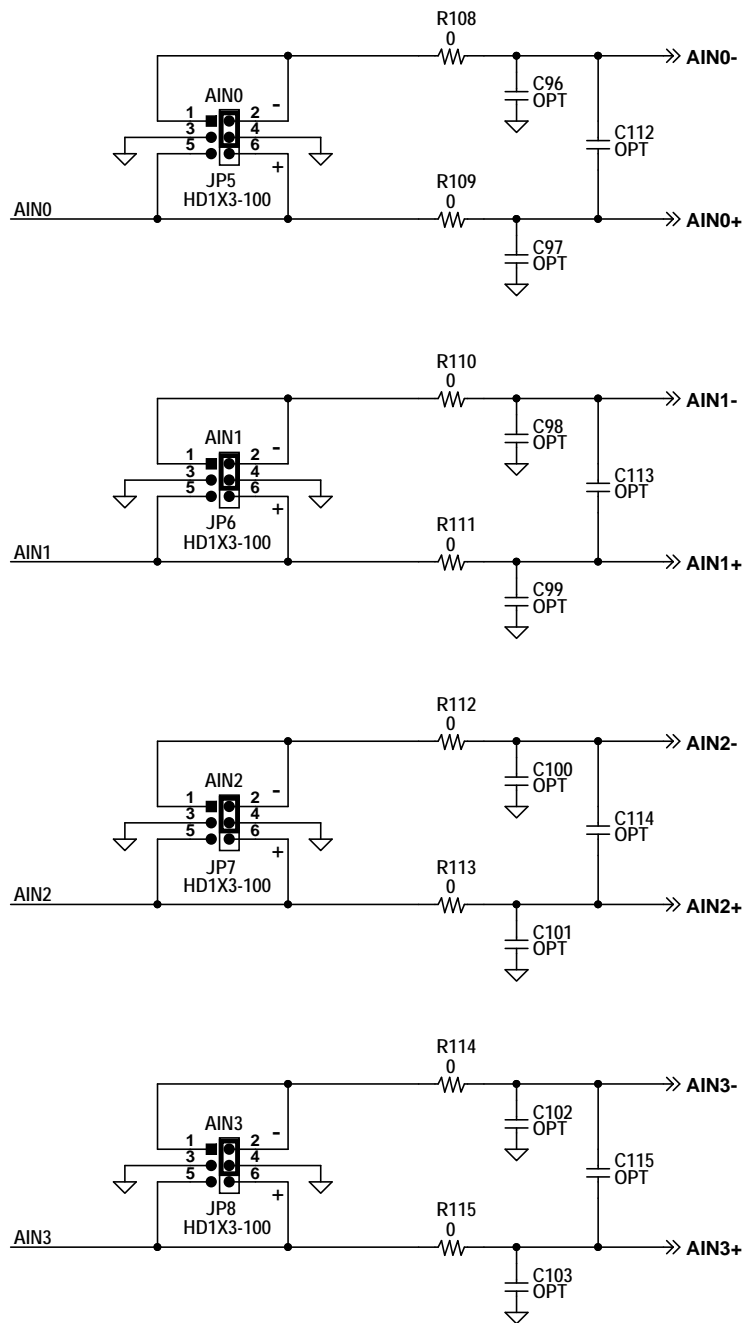 R108
0
AIN0-
C96
OPT
AIN0
1 2 -
3 4
5 6
+
C112
OPT
JP5
HD1X3-100
R109
0
AIN0
AIN0+
C97
OPT
R110
0
AIN1-
C98
OPT
AIN1
1 2 -
3 4
5 6
+
C113
OPT
JP6
HD1X3-100
R111
0
AIN1
AIN1+
C99
OPT
R112
0
AIN2-
C100
OPT
AIN2
1 2 -
3 4
5 6
+
C114
OPT
JP7
HD1X3-100
R113
0
AIN2
AIN2+
C101
OPT
R114
0
AIN3-
C102
OPT
AIN3
1 2 -
3 4
5 6
+
C115
OPT
JP8
HD1X3-100
R115
0
AIN3
AIN3+
C103
OPT